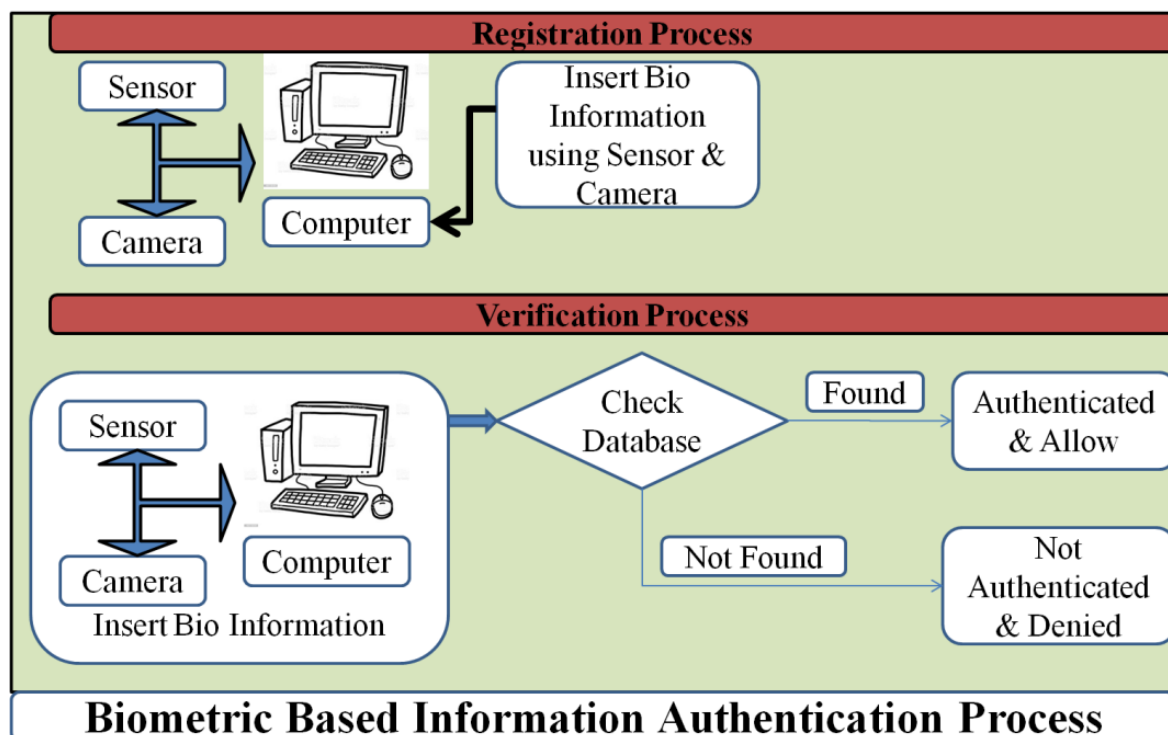 Registration Process
Sensor
Camera
Computer
Insert Bio
Information
using Sensor &
Camera
Verification Process
Sensor
Camera
Computer
Insert Bio Information
Check
Database
Found
Authenticated
& Allow
Not Found
Not
Authenticated
& Denied
Biometric Based Information Authentication Process